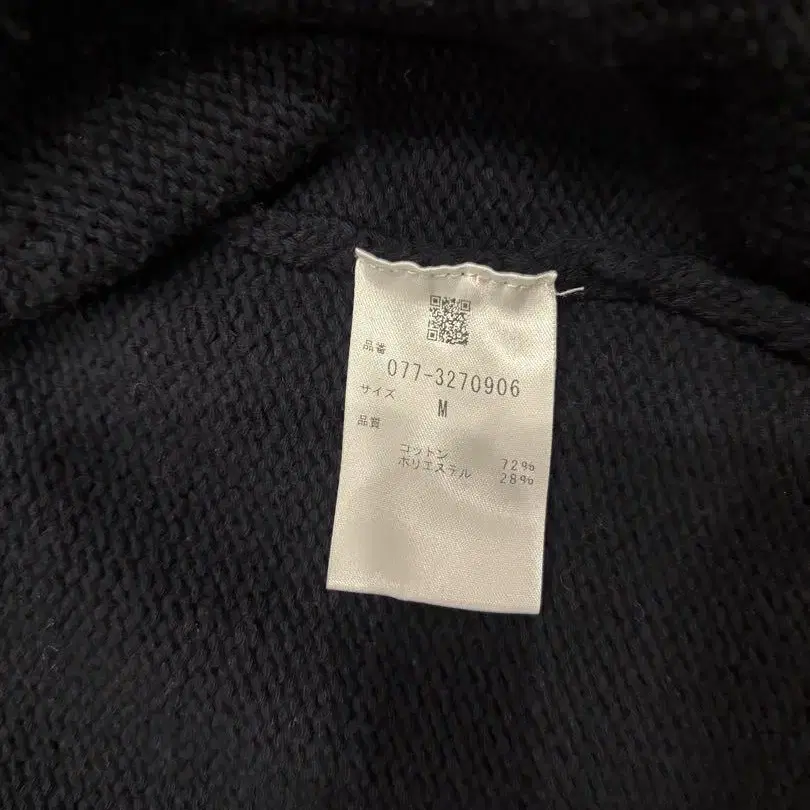 品番
077-3270906
サイズ
M
品質
コットン 72%
ポリエステル 28%